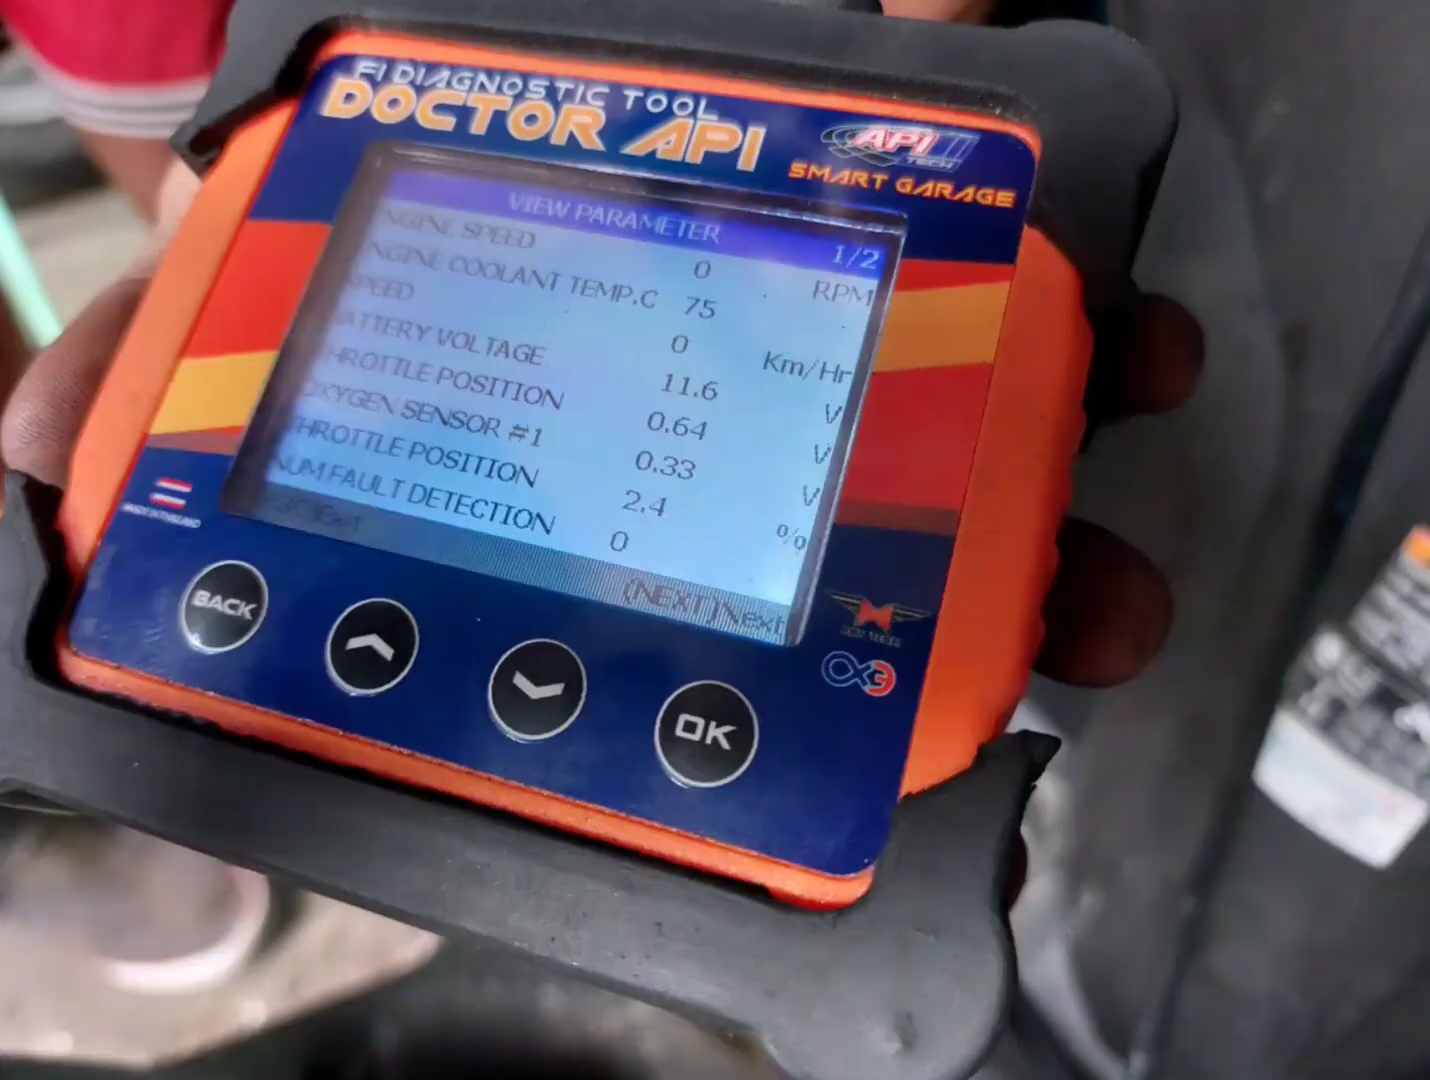 FI DIAGNOSTIC TOOL
DOCTOR API
API
TECH
SMART GARAGE
VIEW PARAMETER 1/2
NGINE SPEED 0 RPM
NGINE COOLANT TEMP.C 75
SPEED 0 Km/Hr
ATTERY VOLTAGE 11.6 V
HROTTLE POSITION 0.64 V
OXYGEN SENSOR #1 0.33 V
THROTTLE POSITION 2.4 %
NUM.FAULT DETECTION 0
(NEXT)Next
BACK
OK